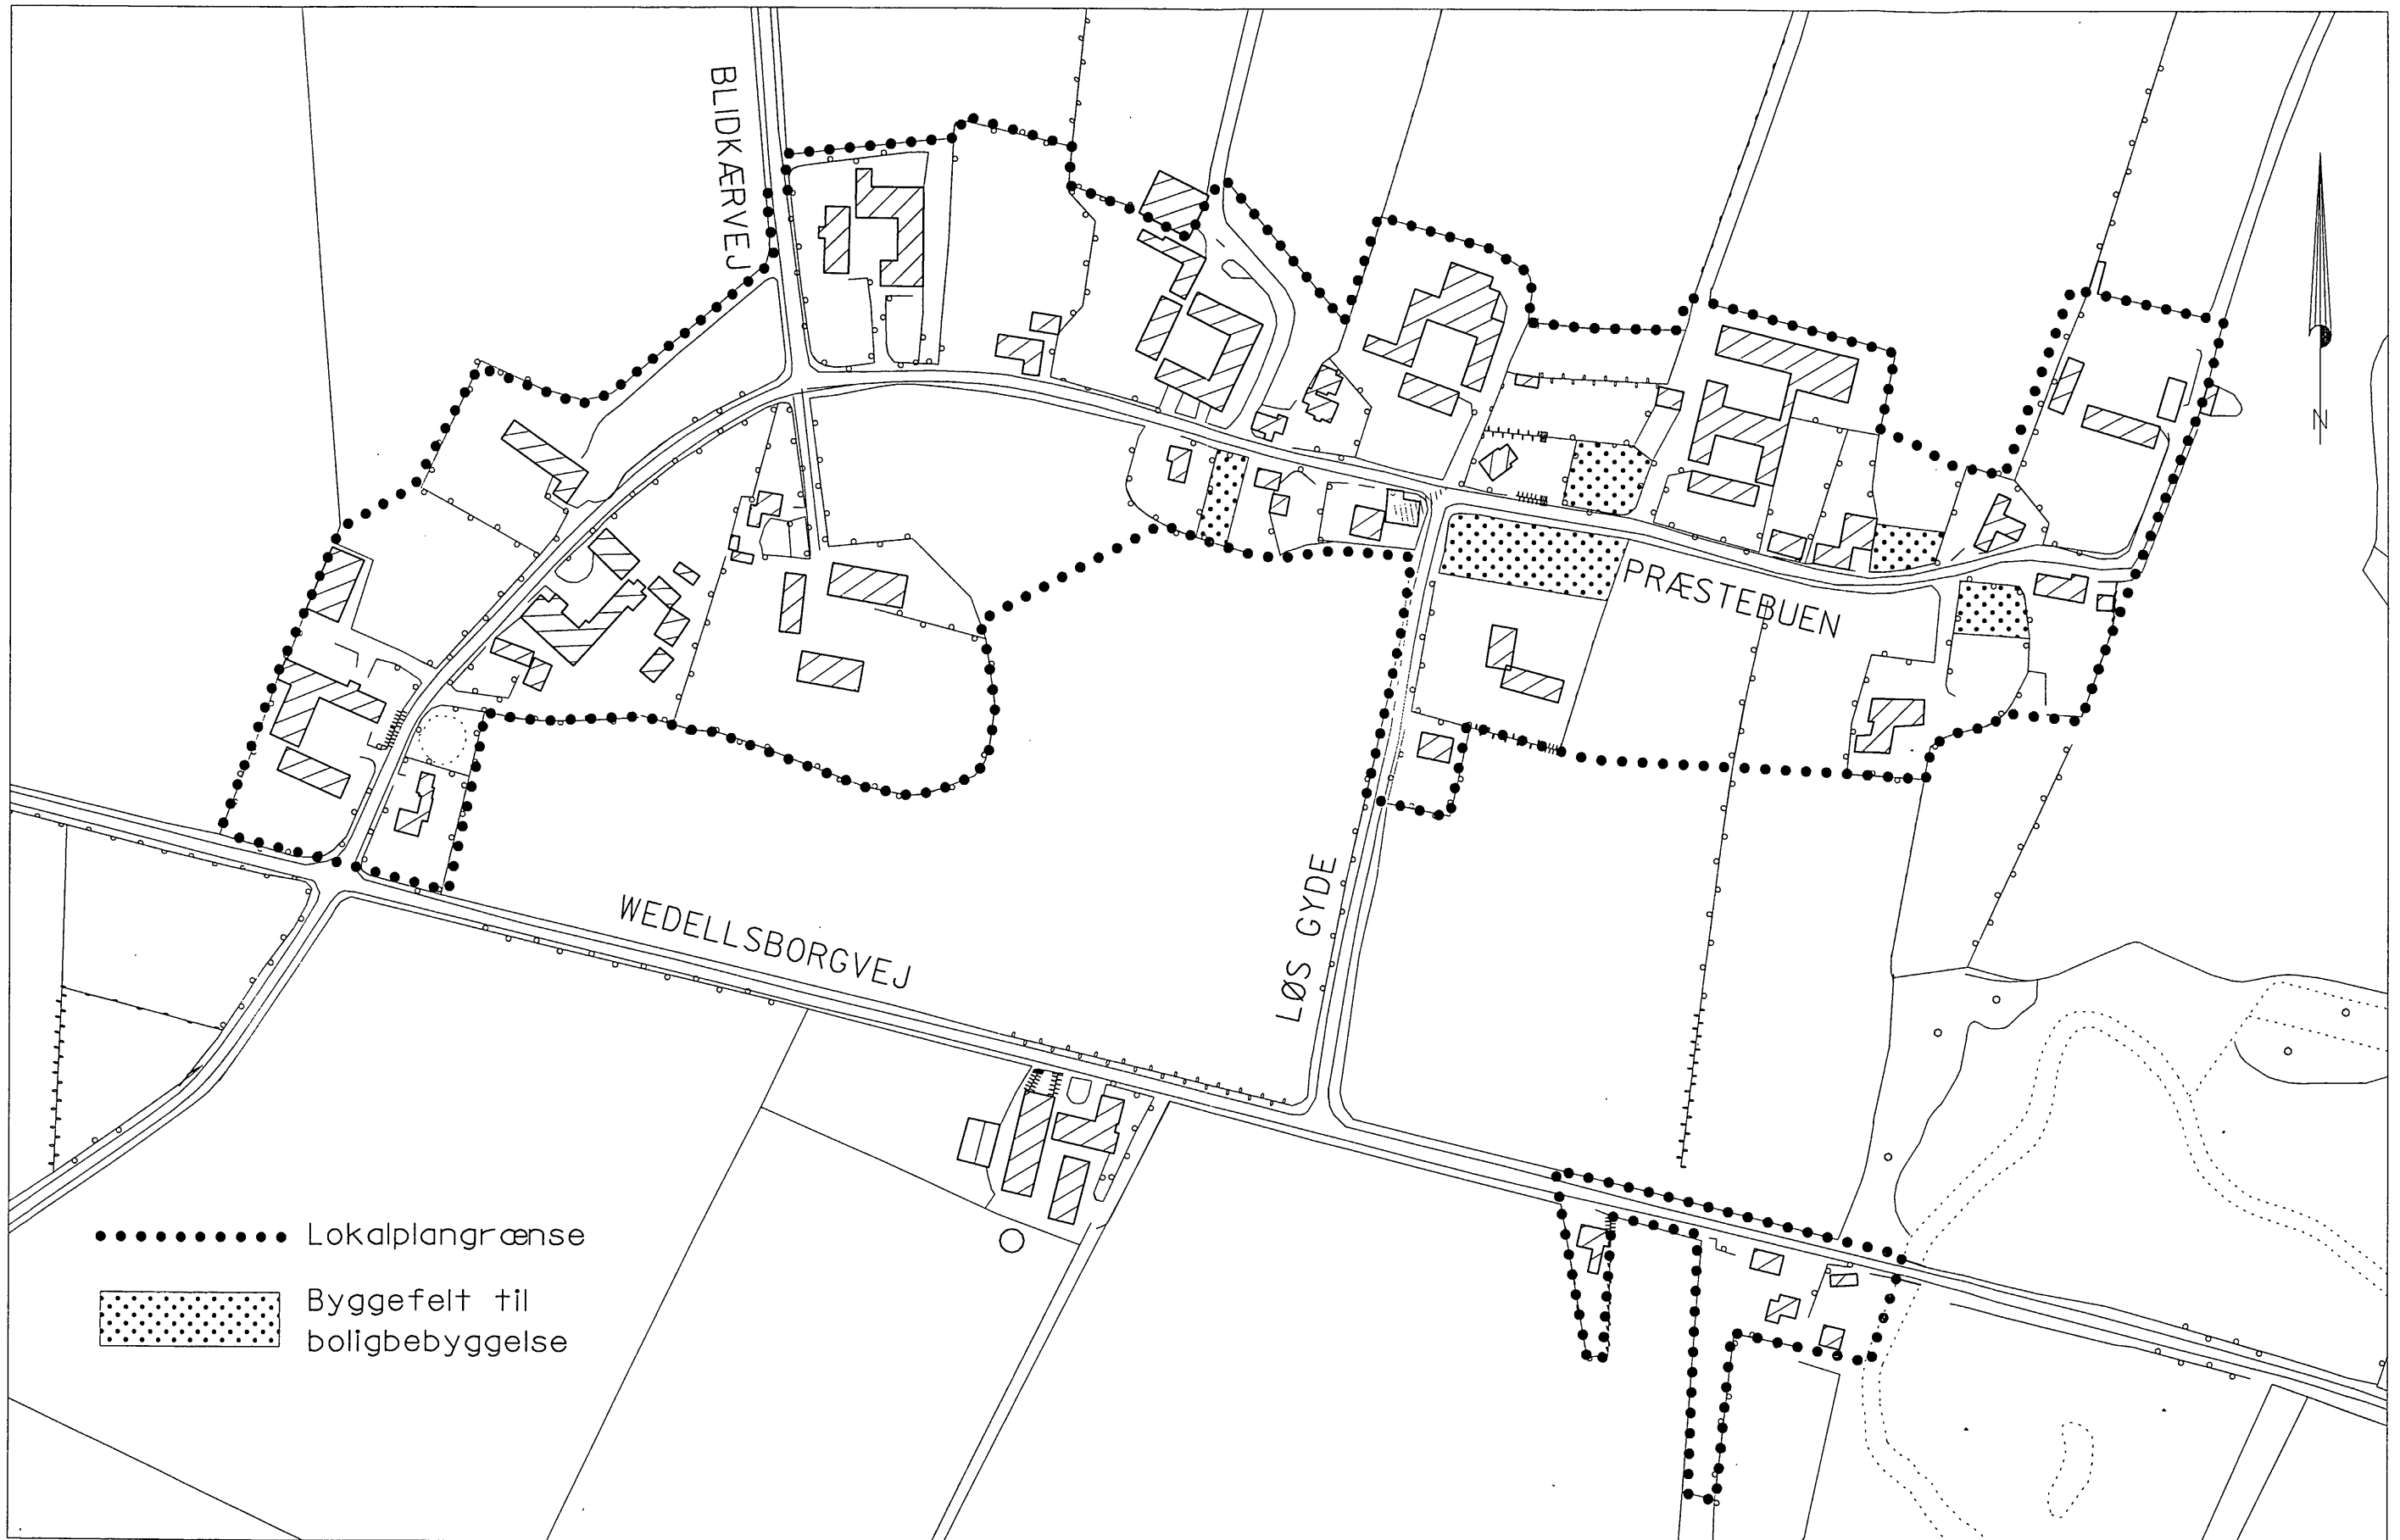 BLIDKÆRVEJ
N
PRÆSTEBUEN
LØS GYDE
WEDELLSBORGVEJ
Lokalplangrænse
Byggefelt til
boligbebyggelse